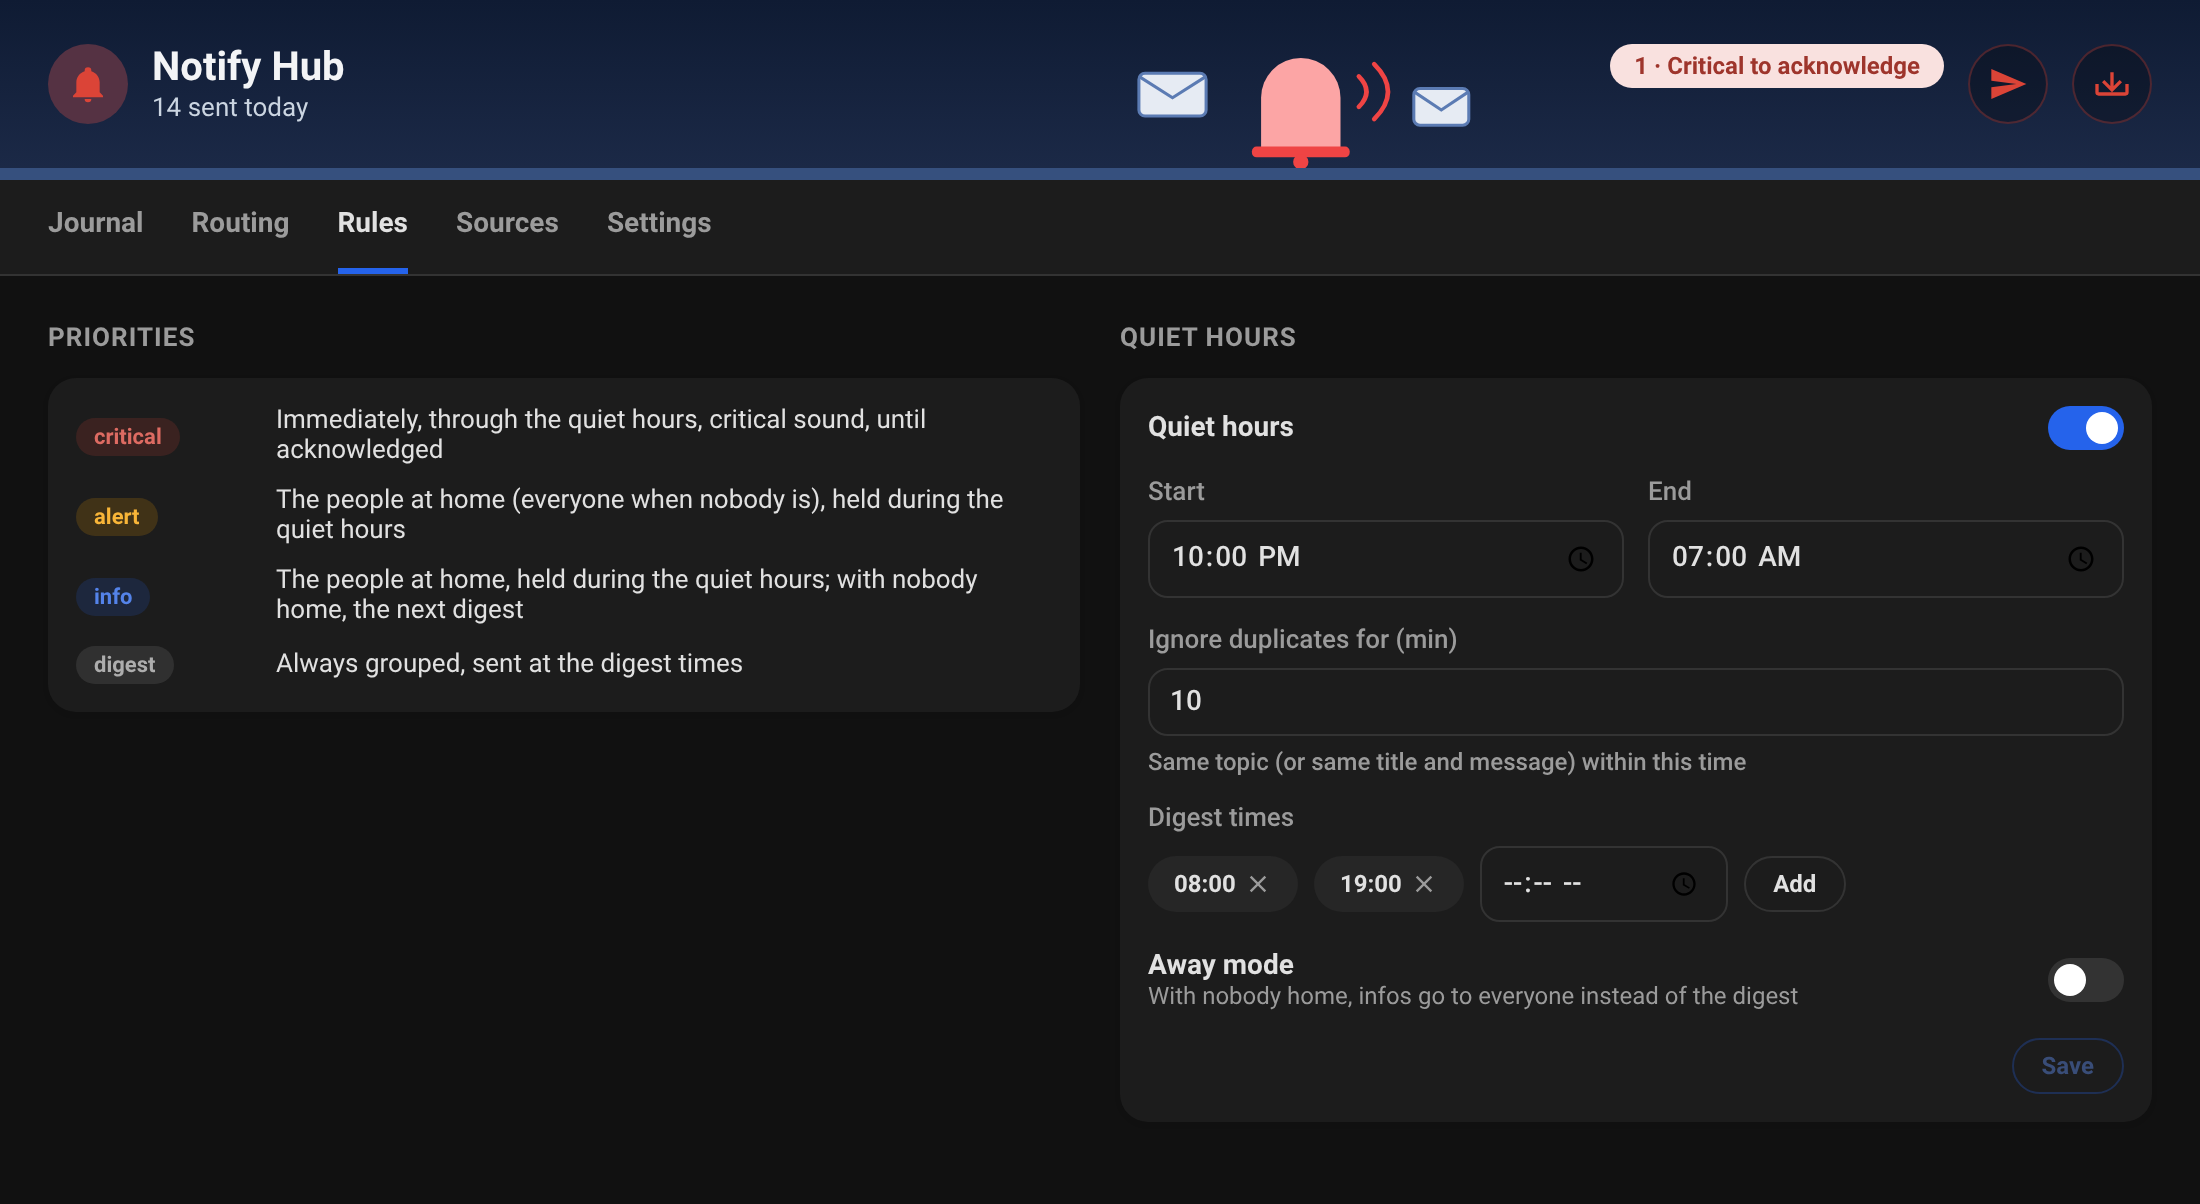 Notify Hub
14 sent today
1 · Critical to acknowledge
Journal
Routing
Rules
Sources
Settings
PRIORITIES
critical
Immediately, through the quiet hours, critical sound, until
acknowledged
alert
The people at home (everyone when nobody is), held during the
quiet hours
info
The people at home, held during the quiet hours; with nobody
home, the next digest
digest
Always grouped, sent at the digest times
QUIET HOURS
Quiet hours
Start
End
10:00 PM
07:00 AM
Ignore duplicates for (min)
10
Same topic (or same title and message) within this time
Digest times
08:00
19:00
--:-- --
Add
Away mode
With nobody home, infos go to everyone instead of the digest
Save